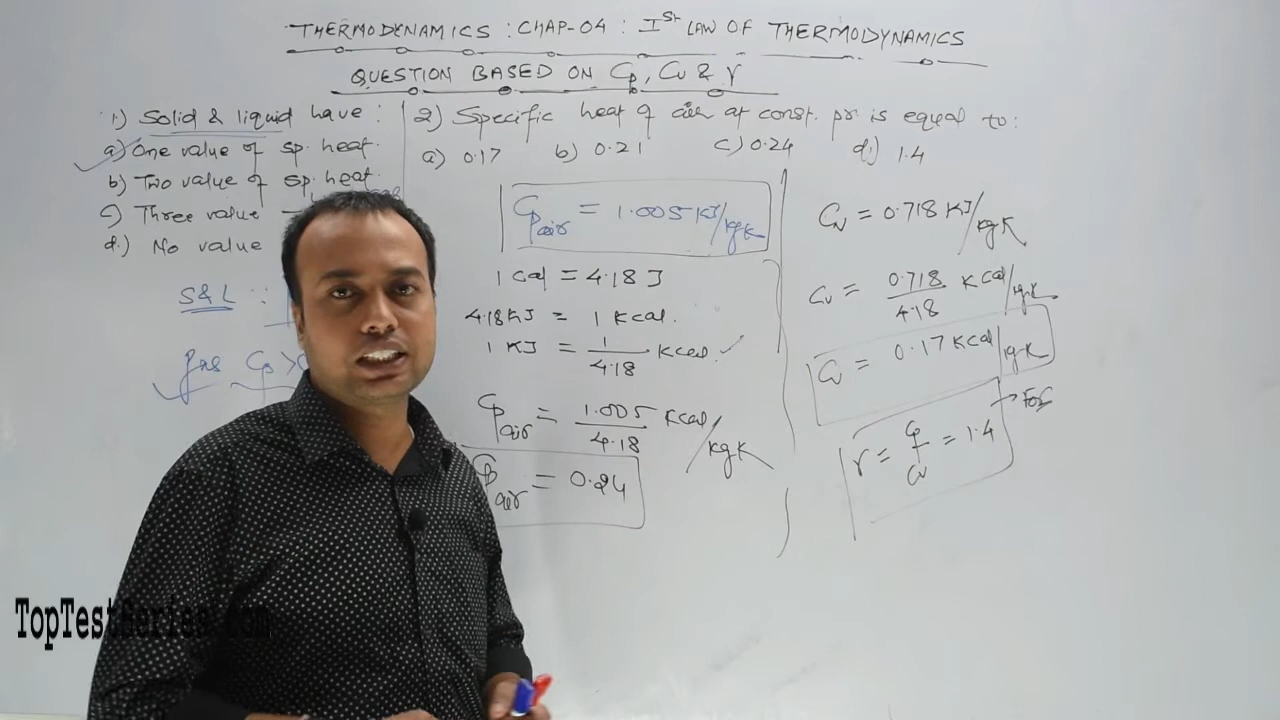 THERMODYNAMICS : CHAP-04 : Ist LAW OF THERMODYNAMICS
QUESTION BASED ON Cp, Cv & γ
1) Solid & liquid have :
a) One value of sp. heat.
b) Two value of sp. heat.
c) Three value
d.) No value
S&L ∵
gas Cp >
2) Specific heat of air at const. pr. is equal to:
a) 0.17 b) 0.21 c) 0.24 d.) 1.4
Cp air = 1.005 KJ/kgK
1 Cal = 4.18 J
4.18 KJ = 1 Kcal.
1 KJ = 1/4.18 Kcal. ✓
Cp air = 1.005/4.18 Kcal/kgK
Cp air = 0.24
Cv = 0.718 KJ/kgK
Cv = 0.718/4.18 Kcal/kgK
Cv = 0.17 Kcal/kgK
γ = Cp/Cv = 1.4
TopTestSeries.com